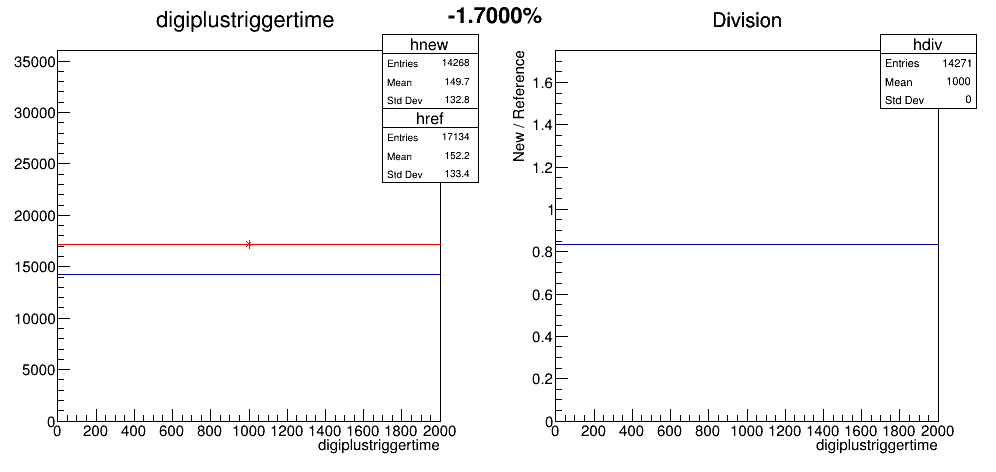 -1.7000%
digiplustriggertime
hnew
Entries 14268
Mean 149.7
Std Dev 132.8
href
Entries 17134
Mean 152.2
Std Dev 133.4
35000
30000
25000
20000
15000
10000
5000
0
0 200 400 600 800 1000 1200 1400 1600 1800 2000
digiplustriggertime
Division
hdiv
Entries 14271
Mean 1000
Std Dev 0
New / Reference
1.6
1.4
1.2
1
0.8
0.6
0.4
0.2
0
0 200 400 600 800 1000 1200 1400 1600 1800 2000
digiplustriggertime